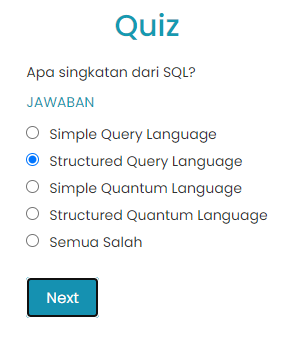 Quiz
Apa singkatan dari SQL?
JAWABAN
Simple Query Language
Structured Query Language
Simple Quantum Language
Structured Quantum Language
Semua Salah
Next